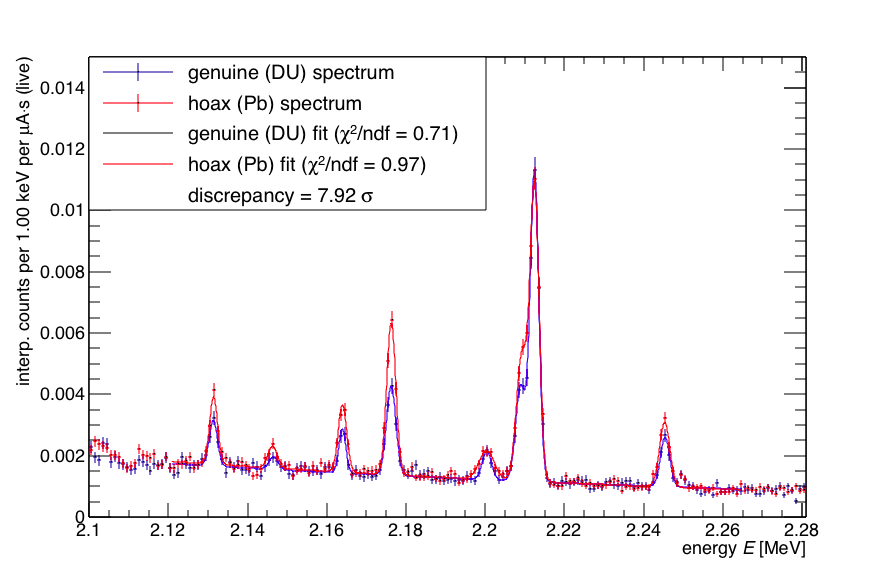 genuine (DU) spectrum
hoax (Pb) spectrum
genuine (DU) fit (χ²/ndf = 0.71)
hoax (Pb) fit (χ²/ndf = 0.97)
discrepancy = 7.92 σ
interp. counts per 1.00 keV per μA·s (live)
0.014
0.012
0.01
0.008
0.006
0.004
0.002
0
2.1 2.12 2.14 2.16 2.18 2.2 2.22 2.24 2.26 2.28
energy E [MeV]